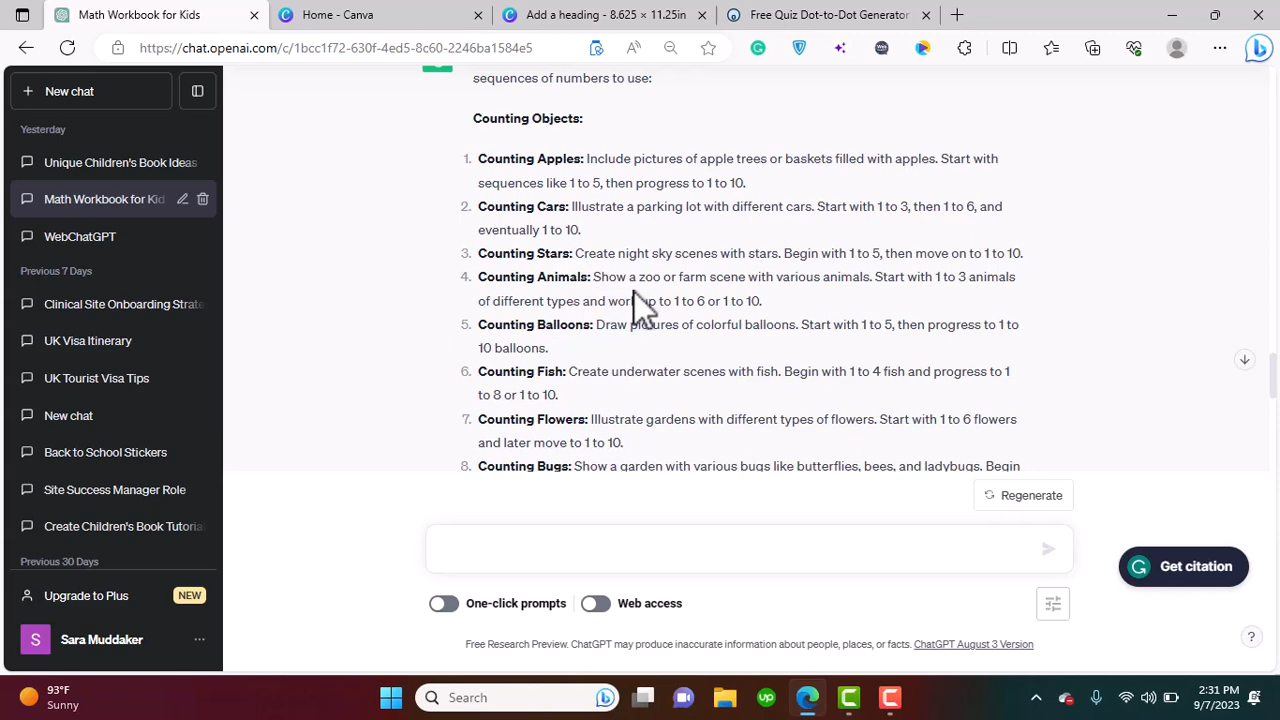 Math Workbook for Kids
Home - Canva
Add a heading - 8.625 × 11.25in
Free Quiz Dot-to-Dot Generator
https://chat.openai.com/c/1bcc1f72-630f-4ed5-8c60-2246ba1584e5
New chat
Yesterday
Unique Children's Book Ideas
Math Workbook for Kid
WebChatGPT
Previous 7 Days
Clinical Site Onboarding Strate
UK Visa Itinerary
UK Tourist Visa Tips
New chat
Back to School Stickers
Site Success Manager Role
Create Children's Book Tutoria
Previous 30 Days
Upgrade to Plus NEW
S Sara Muddaker
sequences of numbers to use:
Counting Objects:
1. Counting Apples: Include pictures of apple trees or baskets filled with apples. Start with
sequences like 1 to 5, then progress to 1 to 10.
2. Counting Cars: Illustrate a parking lot with different cars. Start with 1 to 3, then 1 to 6, and
eventually 1 to 10.
3. Counting Stars: Create night sky scenes with stars. Begin with 1 to 5, then move on to 1 to 10.
4. Counting Animals: Show a zoo or farm scene with various animals. Start with 1 to 3 animals
of different types and work up to 1 to 6 or 1 to 10.
5. Counting Balloons: Draw pictures of colorful balloons. Start with 1 to 5, then progress to 1 to
10 balloons.
6. Counting Fish: Create underwater scenes with fish. Begin with 1 to 4 fish and progress to 1
to 8 or 1 to 10.
7. Counting Flowers: Illustrate gardens with different types of flowers. Start with 1 to 6 flowers
and later move to 1 to 10.
8. Counting Bugs: Show a garden with various bugs like butterflies, bees, and ladybugs. Begin
Regenerate
Get citation
One-click prompts
Web access
Free Research Preview. ChatGPT may produce inaccurate information about people, places, or facts. ChatGPT August 3 Version
?
93°F
Sunny
Search
2:31 PM
9/7/2023